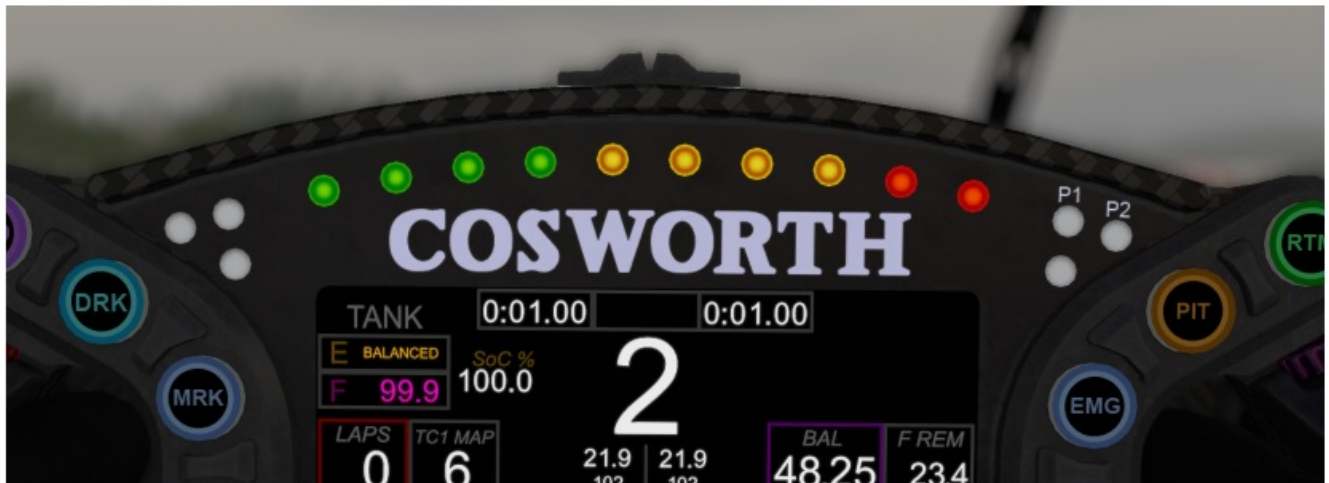 P1
P2
COSWORTH
DRK
MRK
PIT
EMG
TANK
0:01.00
0:01.00
E BALANCED
F 99.9
SoC %
100.0
2
LAPS
0
TC1 MAP
6
21.9
21.9
BAL
48.25
F REM
23.4